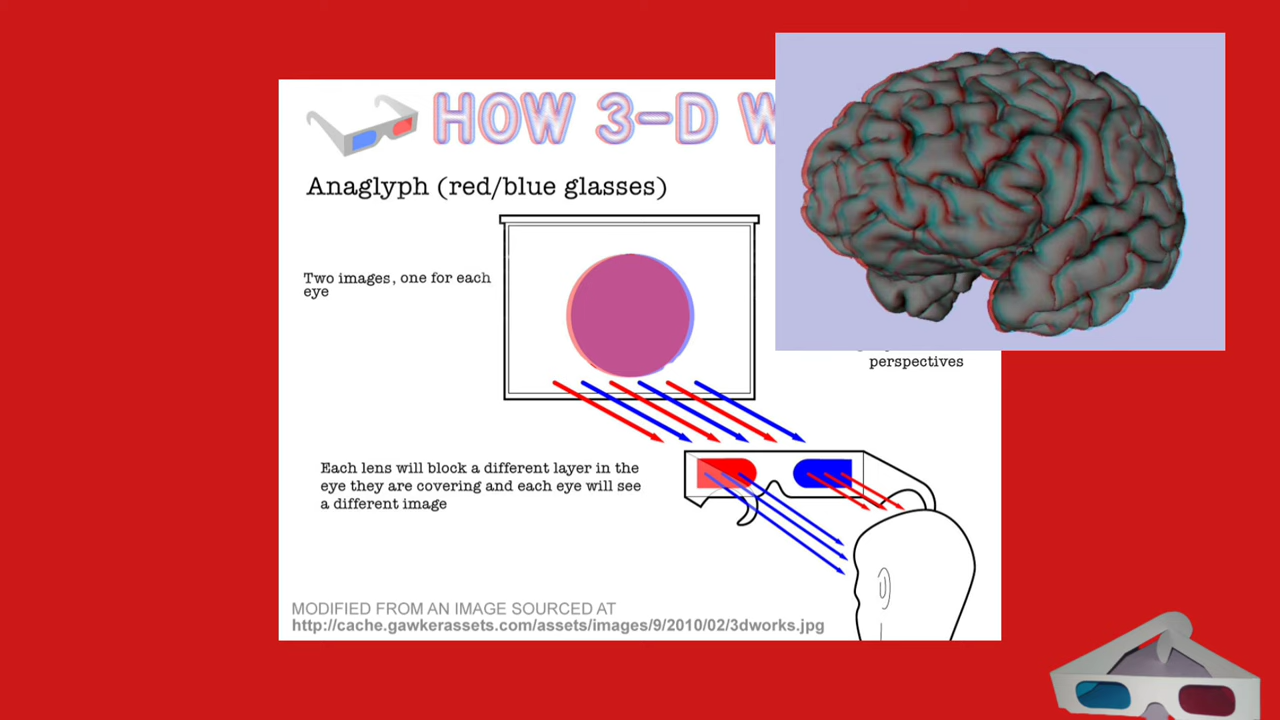 HOW 3-D
Anaglyph (red/blue glasses)
Two images, one for each
eye
perspectives
Each lens will block a different layer in the
eye they are covering and each eye will see
a different image
MODIFIED FROM AN IMAGE SOURCED AT
http://cache.gawkerassets.com/assets/images/9/2010/02/3dworks.jpg